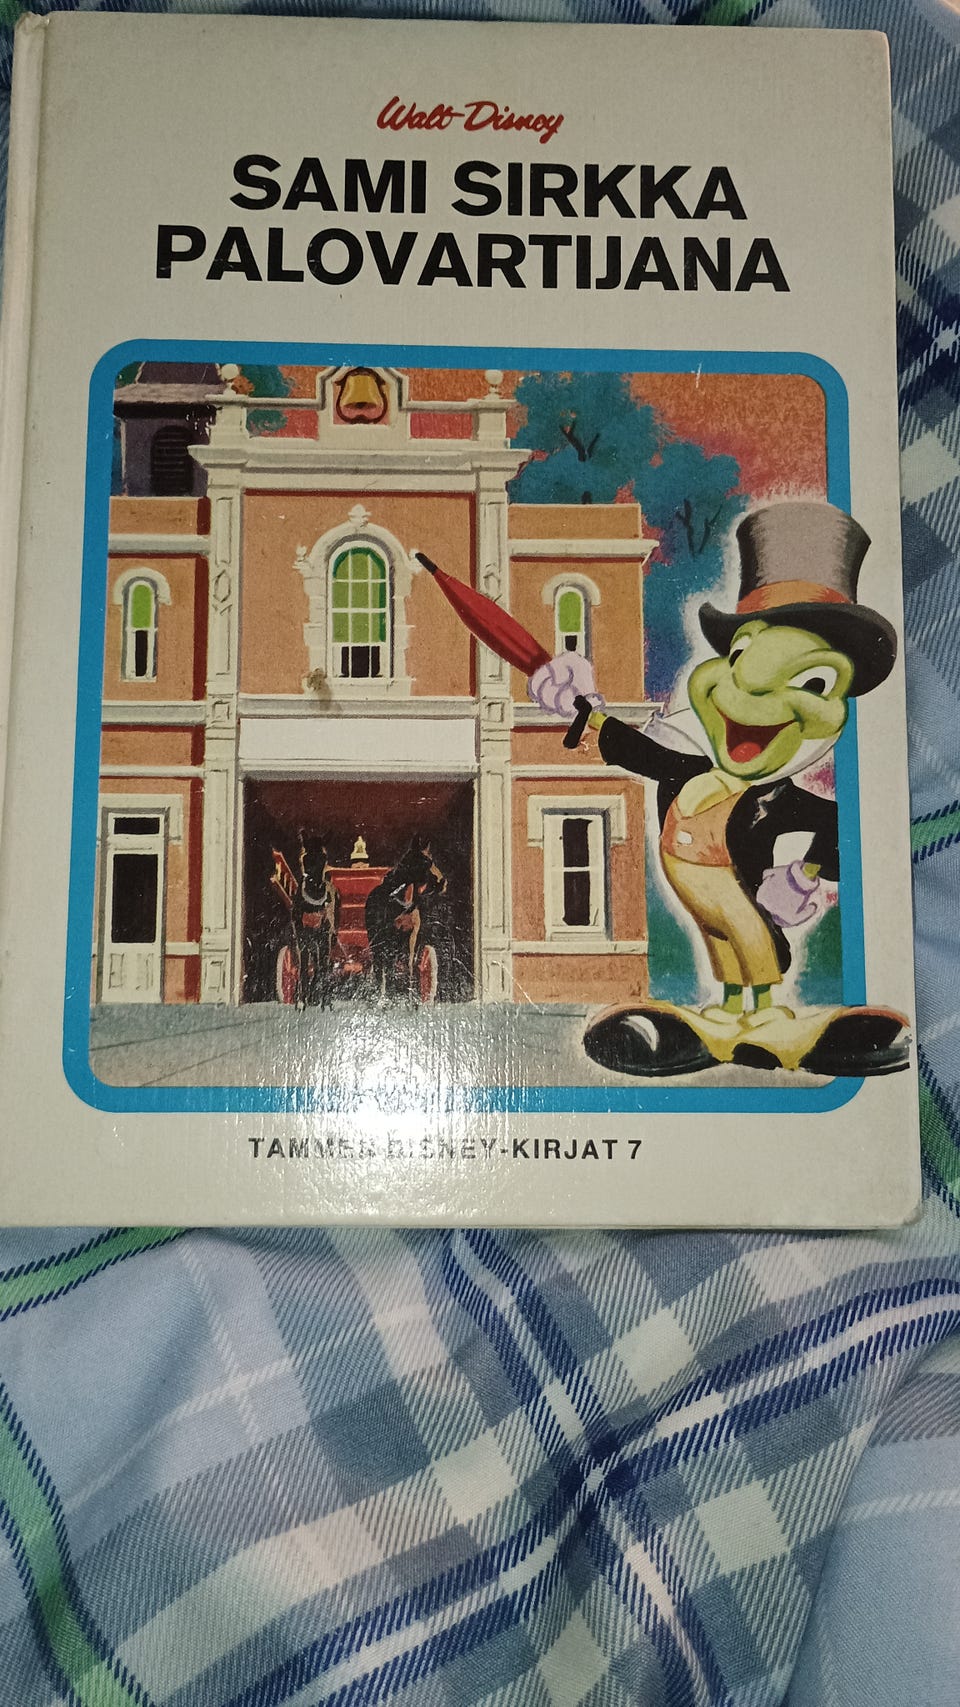 Walt Disney
SAMI SIRKKA
PALOVARTIJANA
TAMMEN DISNEY-KIRJAT 7